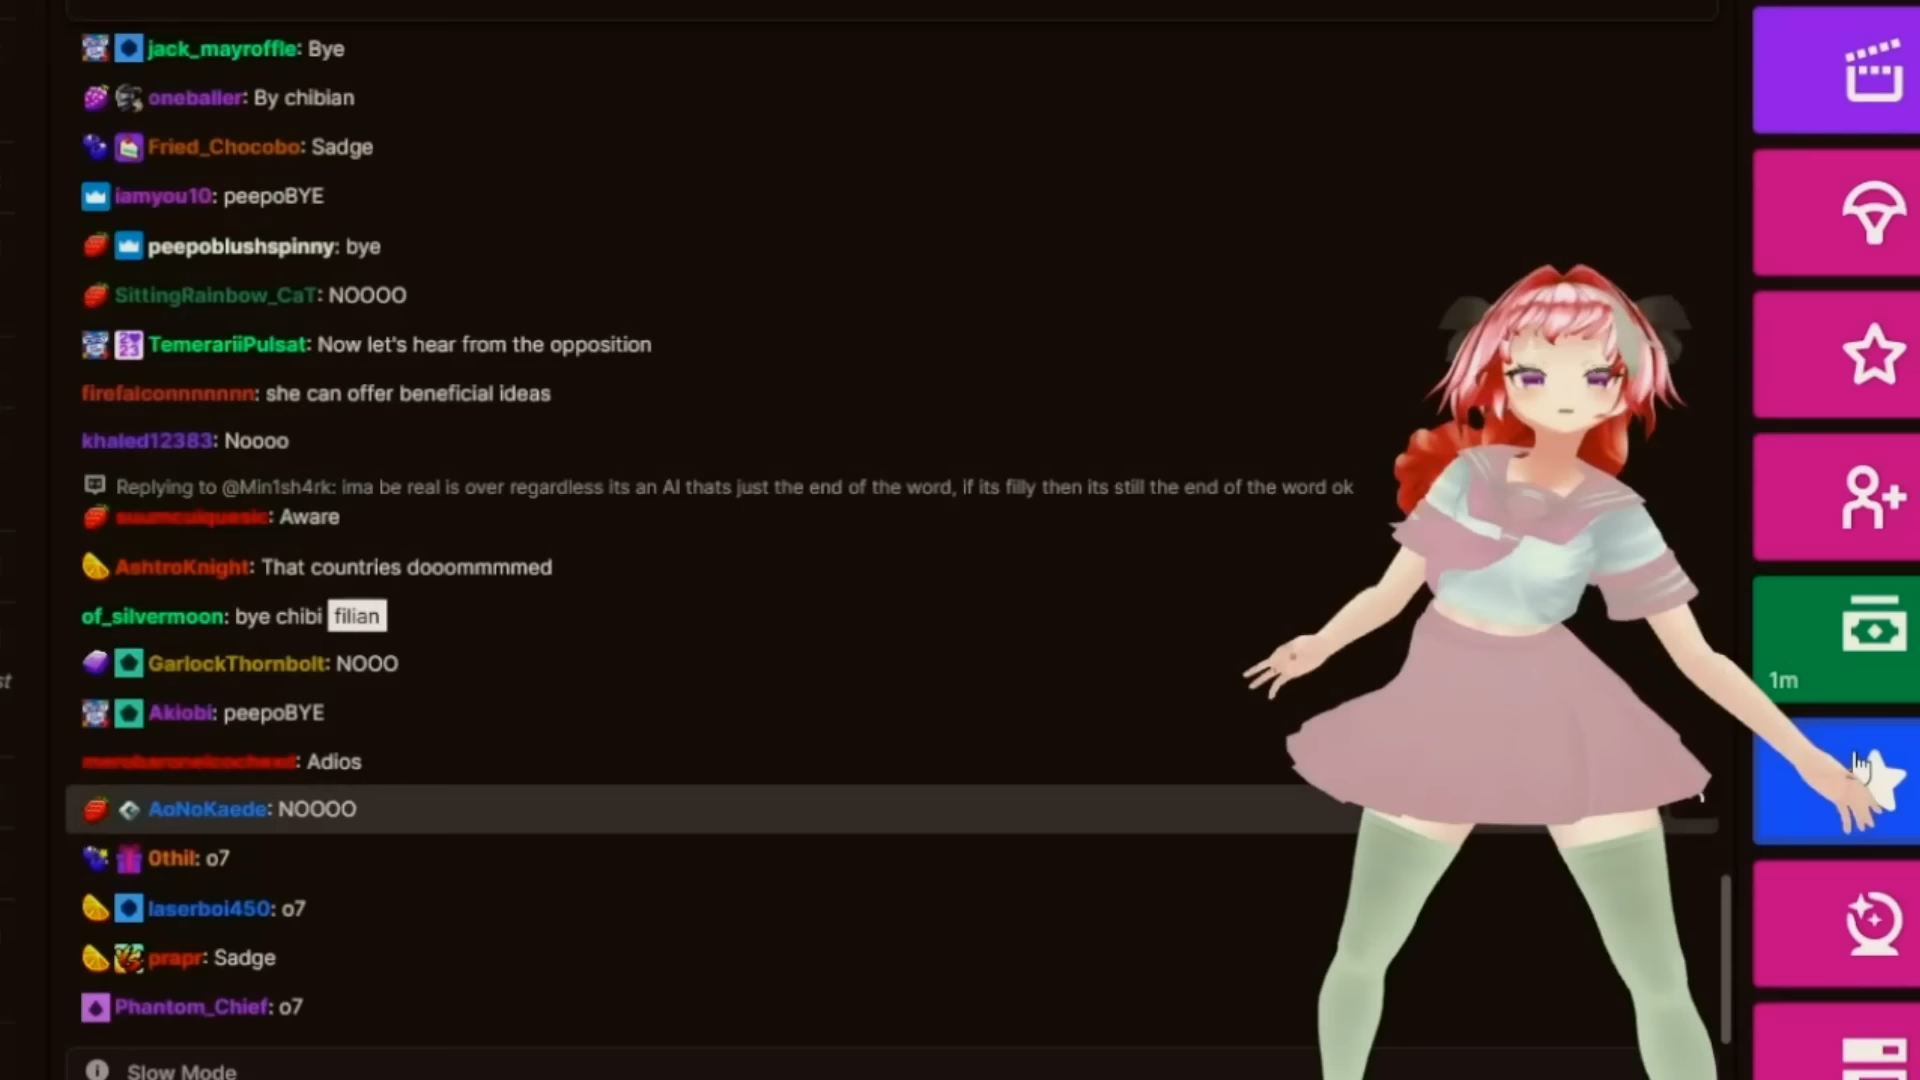 jack_mayroffle: Bye
oneballer: By chibian
Fried_Chocobo: Sadge
iamyou10: peepoBYE
peepoblushspinny: bye
SittingRainbow_CaT: NOOOO
TemerariiPulsat: Now let's hear from the opposition
firefalconnnnnnn: she can offer beneficial ideas
khaled12383: Noooo
Replying to @Min1sh4rk: ima be real is over regardless its an AI thats just the end of the word, if its filly then its still the end of the word ok
: Aware
AshtroKnight: That countries dooommmmed
of_silvermoon: bye chibi filian
GarlockThornbolt: NOOO
Akiobi: peepoBYE
: Adios
AoNoKaede: NOOOO
0thil: o7
laserboi450: o7
prapr: Sadge
Phantom_Chief: o7
Slow Mode
st
1m